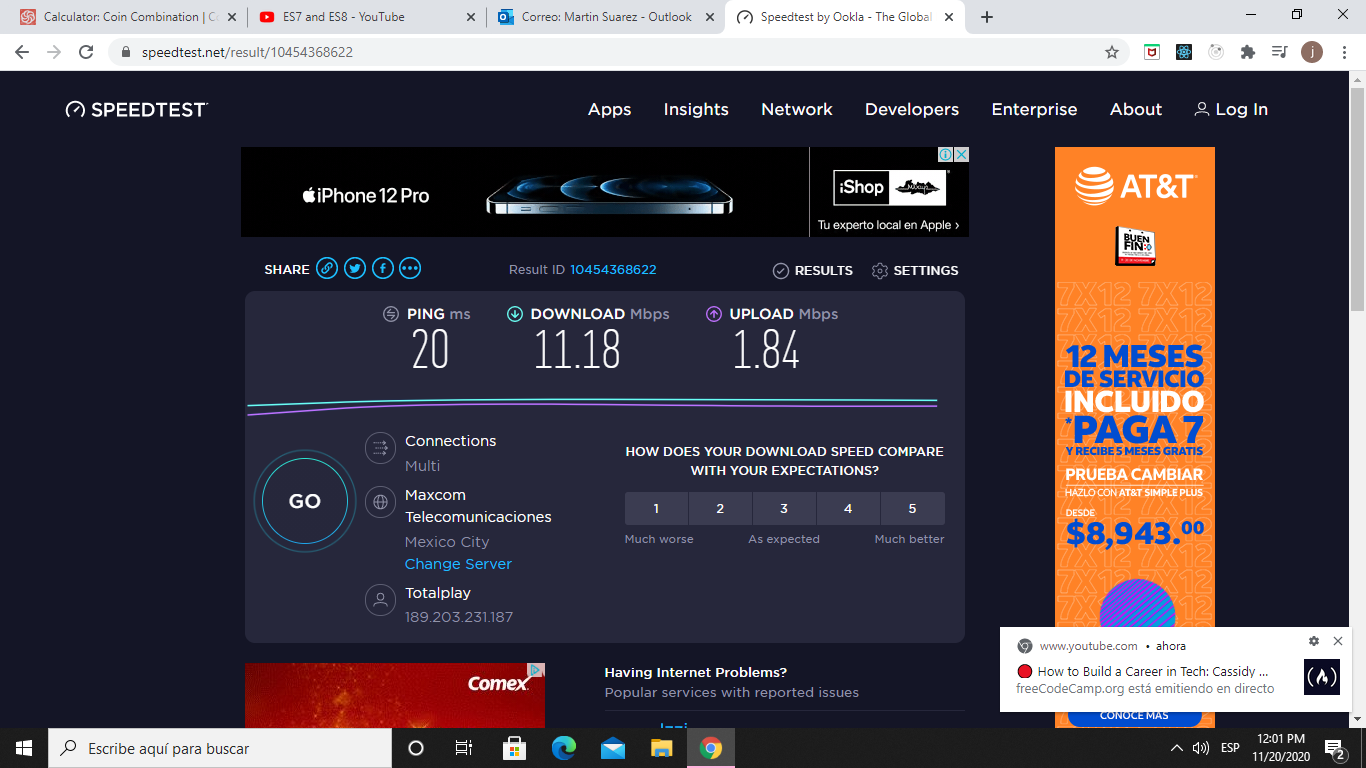 Calculator: Coin Combination | C
ES7 and ES8 - YouTube
Correo: Martin Suarez - Outlook
Speedtest by Ookla - The Global
speedtest.net/result/10454368622
j
SPEEDTEST
Apps
Insights
Network
Developers
Enterprise
About
Log In
iPhone 12 Pro
iShop
mixup
Tu experto local en Apple ›
AT&T
BUEN
FIN
SHARE
Result ID 10454368622
RESULTS
SETTINGS
PING ms
20
DOWNLOAD Mbps
11.18
UPLOAD Mbps
1.84
GO
Connections
Multi
Maxcom
Telecomunicaciones
Mexico City
Change Server
Totalplay
189.203.231.187
HOW DOES YOUR DOWNLOAD SPEED COMPARE
WITH YOUR EXPECTATIONS?
1 2 3 4 5
Much worse As expected Much better
7X12 7X12
12 MESES
DE SERVICIO
INCLUIDO
*PAGA 7
Y RECIBE 5 MESES GRATIS
PRUEBA CAMBIAR
HAZLO CON AT&T SIMPLE PLUS
DESDE
$8,943.00
CONOCE MÁS
Comex
Having Internet Problems?
Popular services with reported issues
Izzi
www.youtube.com • ahora
How to Build a Career in Tech: Cassidy ...
freeCodeCamp.org está emitiendo en directo
Escribe aquí para buscar
ESP
12:01 PM
11/20/2020
2